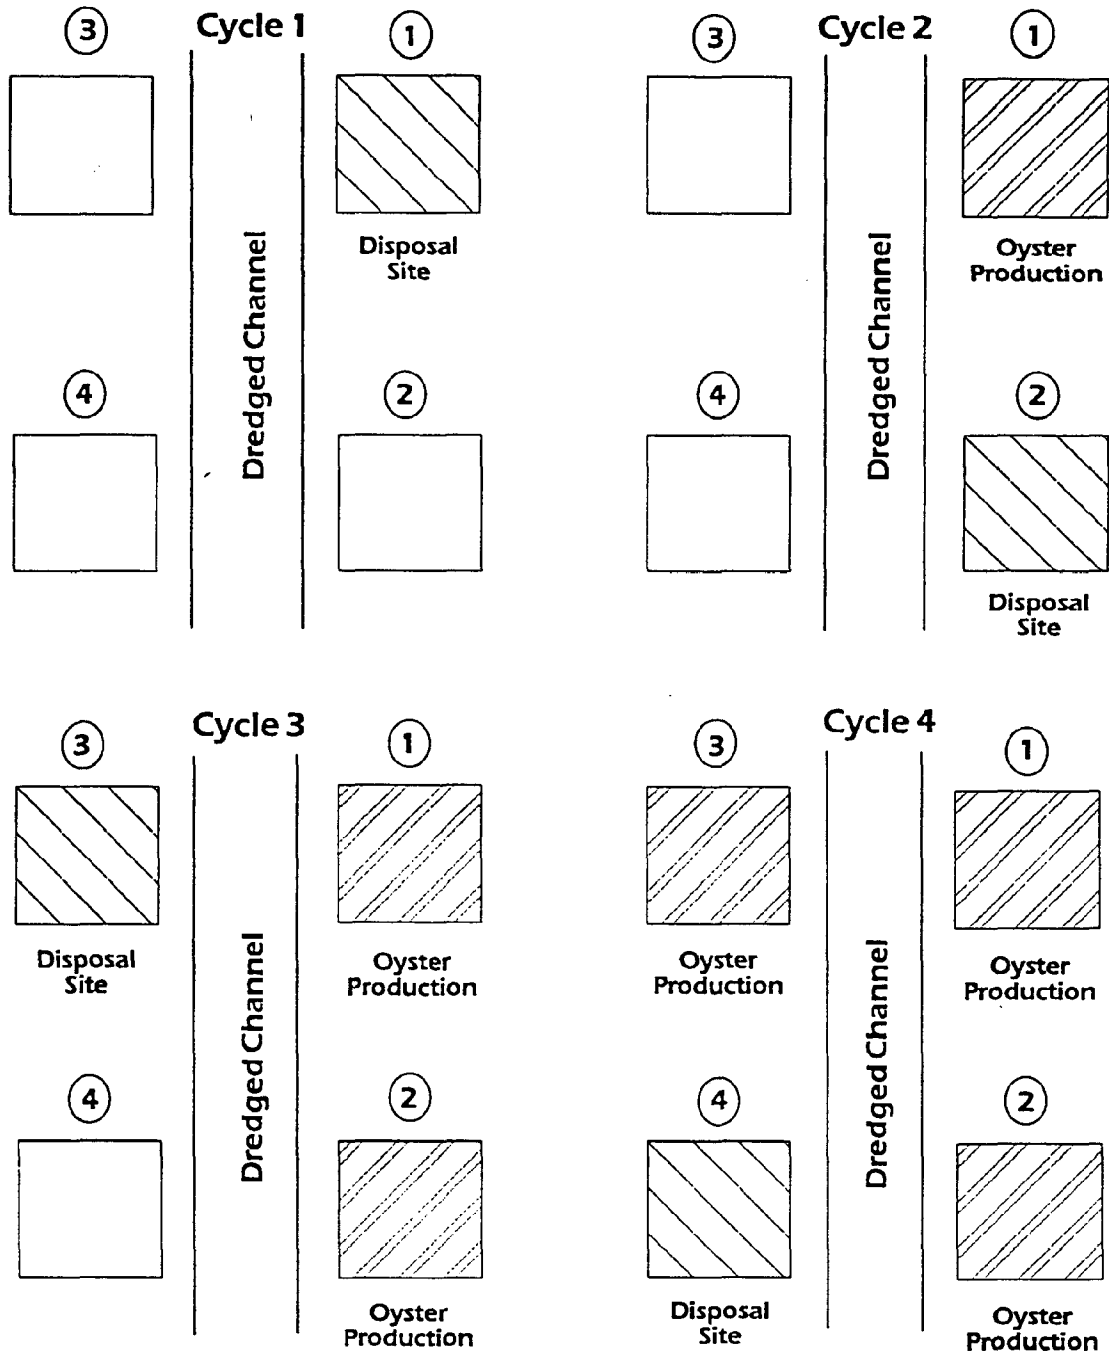 Cycle 1
3
1
Disposal
Site
Dredged Channel
4
2
Cycle 2
3
1
Oyster
Production
Dredged Channel
4
2
Disposal
Site
Cycle 3
3
1
Disposal
Site
Oyster
Production
Dredged Channel
4
2
Oyster
Production
Cycle 4
3
1
Oyster
Production
Oyster
Production
Dredged Channel
4
2
Disposal
Site
Oyster
Production